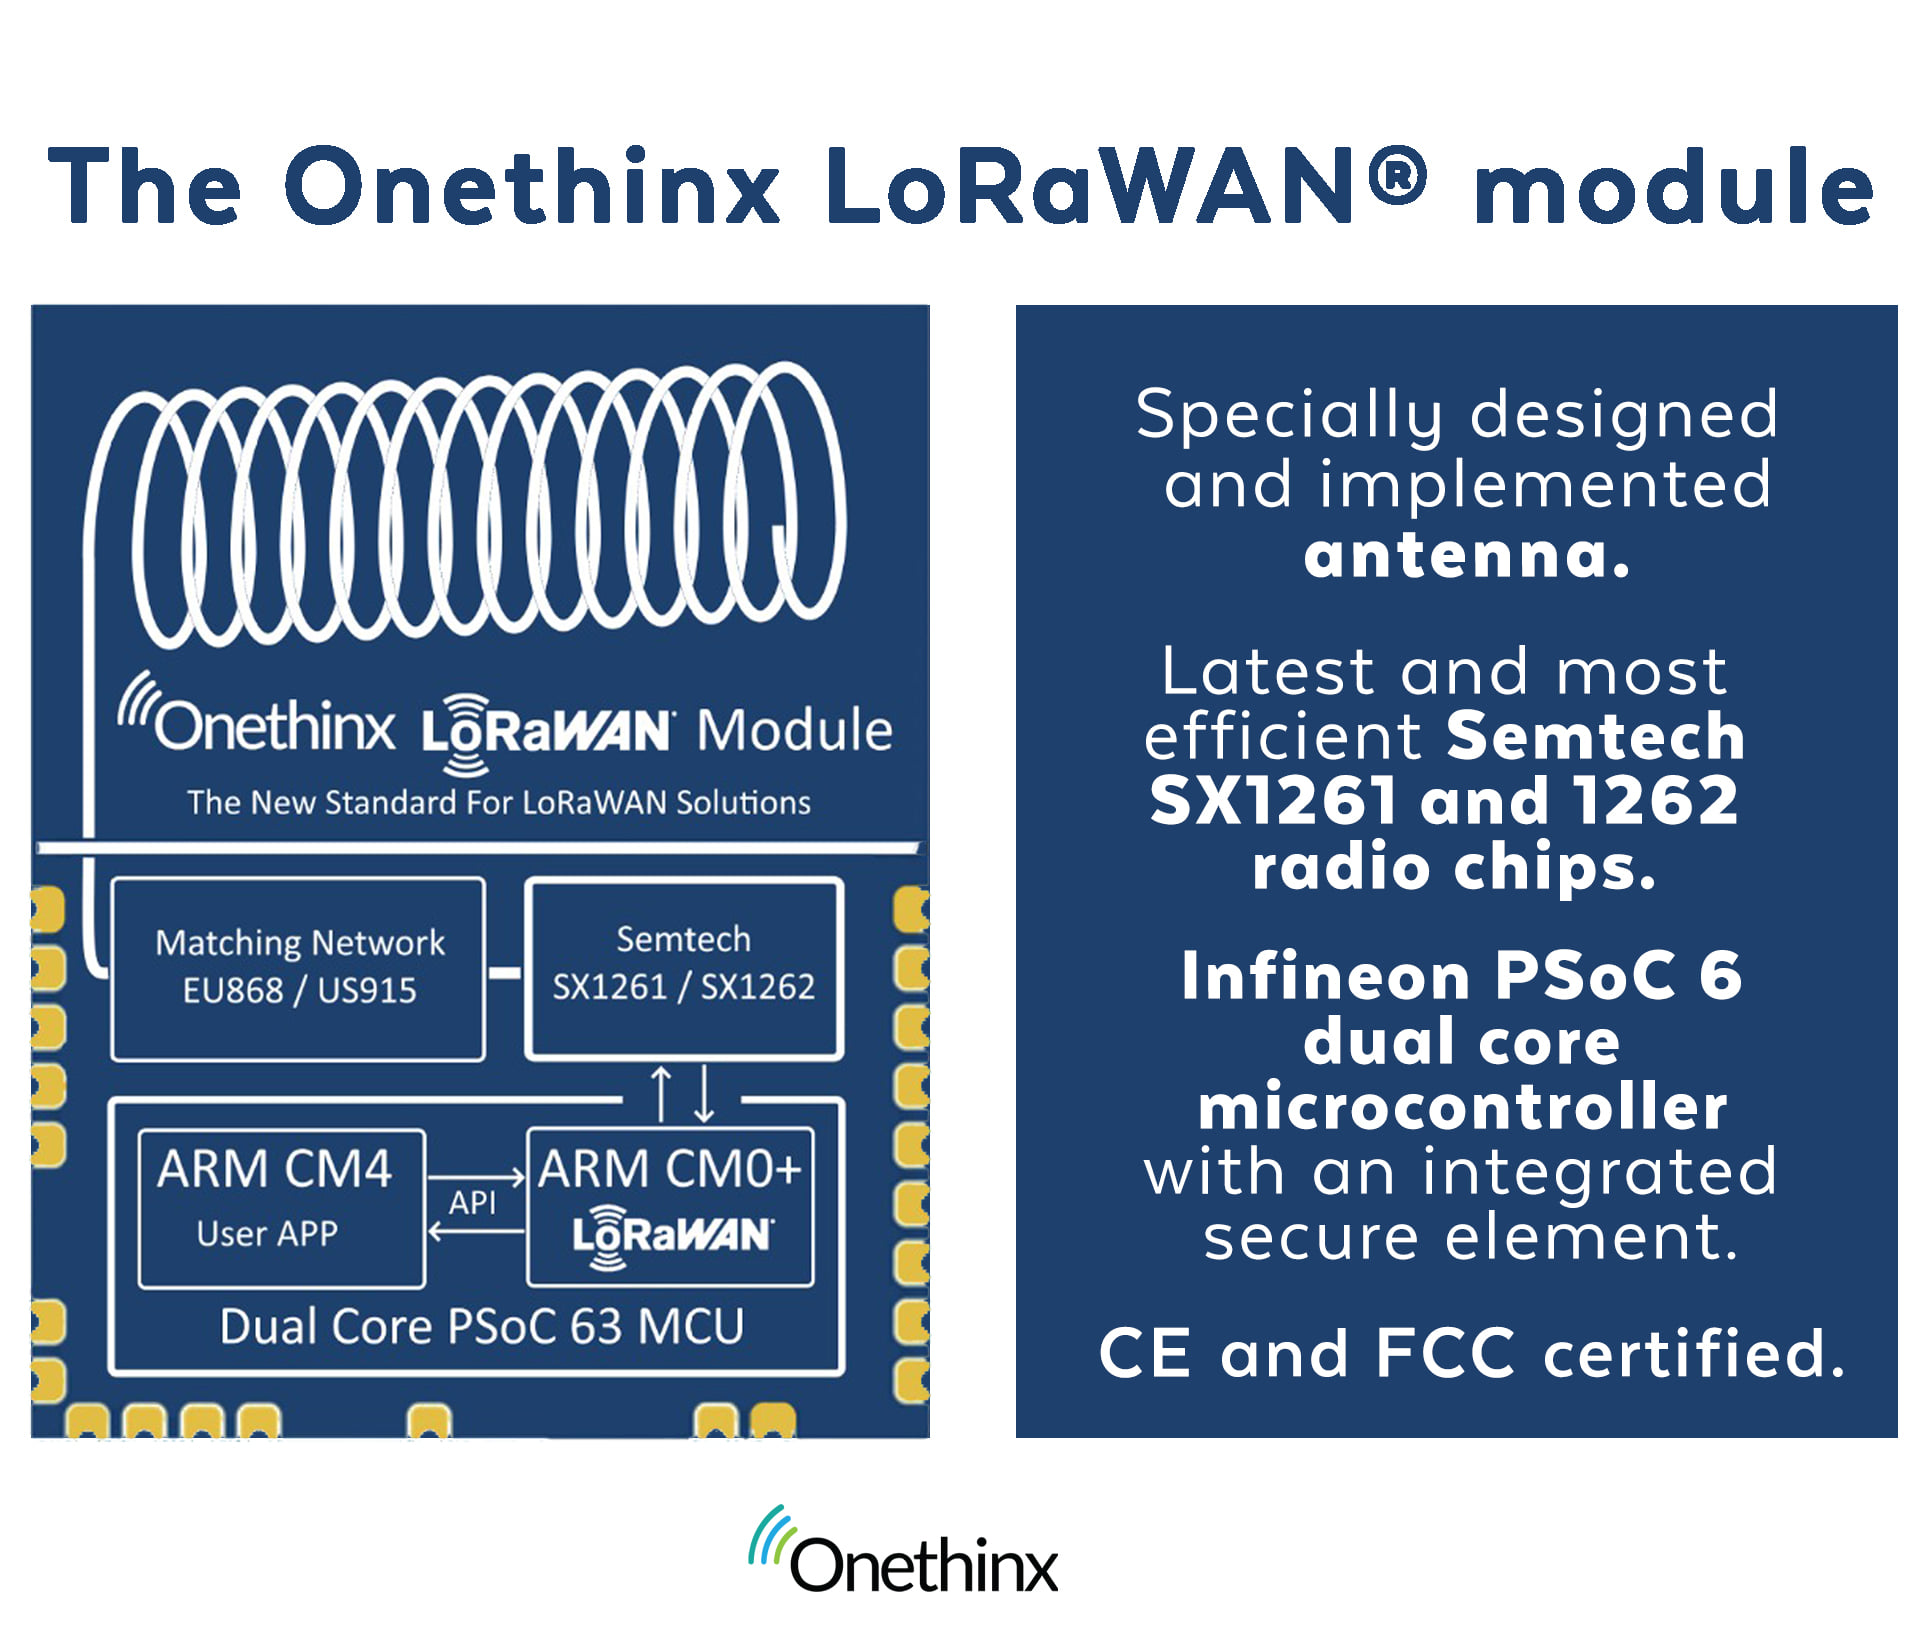 The Onethinx LoRaWAN® module
Onethinx LoRaWAN Module
The New Standard For LoRaWAN Solutions
Matching Network
EU868 / US915
Semtech
SX1261 / SX1262
ARM CM4
User APP
API
ARM CM0+
LoRaWAN
Dual Core PSoC 63 MCU
Specially designed
and implemented
antenna.
Latest and most
efficient Semtech
SX1261 and 1262
radio chips.
Infineon PSoC 6
dual core
microcontroller
with an integrated
secure element.
CE and FCC certified.
Onethinx